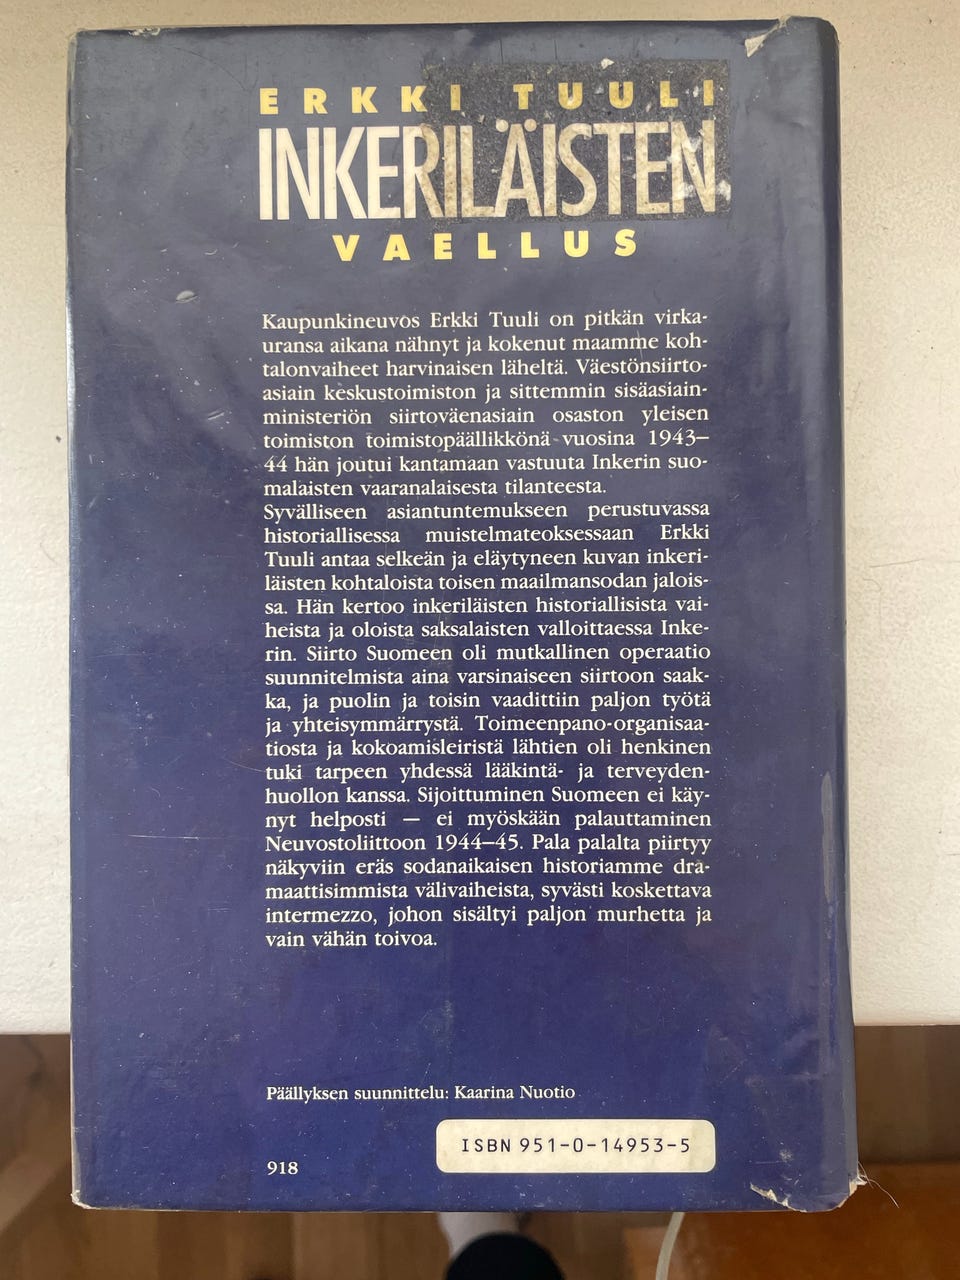 ERKKI TUULI
INKERILÄISTEN
VAELLUS
Kaupunkineuvos Erkki Tuuli on pitkän virka-
uransa aikana nähnyt ja kokenut maamme koh-
talonvaiheet harvinaisen läheltä. Väestönsiirto-
asiain keskustoimiston ja sittemmin sisäasiain-
ministeriön siirtoväenasiain osaston yleisen
toimiston toimistopäällikkönä vuosina 1943–
44 hän joutui kantamaan vastuuta Inkerin suo-
malaisten vaaranalaisesta tilanteesta.
Syvälliseen asiantuntemukseen perustuvassa
historiallisessa muistelmateoksessaan Erkki
Tuuli antaa selkeän ja eläytyneen kuvan inkeri-
läisten kohtaloista toisen maailmansodan jalois-
sa. Hän kertoo inkeriläisten historiallisista vai-
heista ja oloista saksalaisten valloittaessa Inke-
rin. Siirto Suomeen oli mutkallinen operaatio
suunnitelmista aina varsinaiseen siirtoon saak-
ka, ja puolin ja toisin vaadittiin paljon työtä
ja yhteisymmärrystä. Toimeenpano-organisaa-
tiosta ja kokoamisleiristä lähtien oli henkinen
tuki tarpeen yhdessä lääkintä- ja terveyden-
huollon kanssa. Sijoittuminen Suomeen ei käy-
nyt helposti — ei myöskään palauttaminen
Neuvostoliittoon 1944–45. Pala palalta piirtyy
näkyviin eräs sodanaikaisen historiamme dra-
maattisimmista välivaiheista, syvästi koskettava
intermezzo, johon sisältyi paljon murhetta ja
vain vähän toivoa.
Päällyksen suunnittelu: Kaarina Nuotio
ISBN 951-0-14953-5
918